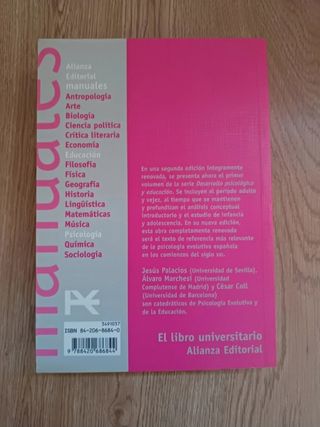 manuales
Alianza
Editorial
manuales
Antropología
Arte
Biología
Ciencia política
Crítica literaria
Economía
Educación
Filosofía
Física
Geografía
Historia
Lingüística
Matemáticas
Música
Psicología
Química
Sociología
En una segunda edición íntegramente
renovada, se presenta ahora el primer
volumen de la serie Desarrollo psicológico
y educación. Se incluyen el período adulto
y vejez, al tiempo que se mantienen
y profundizan el análisis conceptual
introductorio y el estudio de infancia
y adolescencia. En su nueva edición,
esta obra completamente renovada
será el texto de referencia más relevante
de la psicología evolutiva española
en los comienzos del siglo XXI.
Jesús Palacios (Universidad de Sevilla),
Álvaro Marchesi (Universidad
Complutense de Madrid) y César Coll
(Universidad de Barcelona)
son catedráticos de Psicología Evolutiva y
de la Educación.
3491037
ISBN 84-206-8684-0
9 788420 686844
El libro universitario
Alianza Editorial